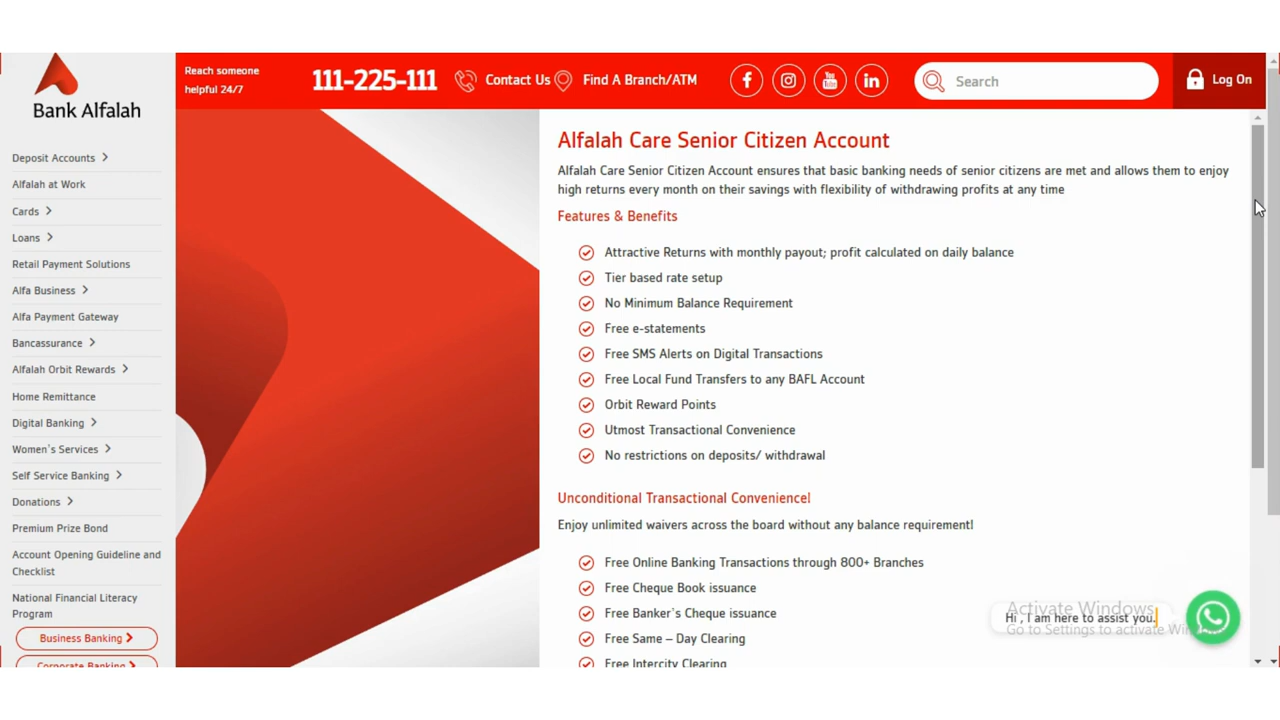 Bank Alfalah
Reach someone
helpful 24/7
111-225-111
Contact Us
Find A Branch/ATM
Search
Log On
Deposit Accounts
Alfalah at Work
Cards
Loans
Retail Payment Solutions
Alfa Business
Alfa Payment Gateway
Bancassurance
Alfalah Orbit Rewards
Home Remittance
Digital Banking
Women's Services
Self Service Banking
Donations
Premium Prize Bond
Account Opening Guideline and
Checklist
National Financial Literacy
Program
Business Banking
Corporate Banking
Alfalah Care Senior Citizen Account
Alfalah Care Senior Citizen Account ensures that basic banking needs of senior citizens are met and allows them to enjoy
high returns every month on their savings with flexibility of withdrawing profits at any time
Features & Benefits
Attractive Returns with monthly payout; profit calculated on daily balance
Tier based rate setup
No Minimum Balance Requirement
Free e-statements
Free SMS Alerts on Digital Transactions
Free Local Fund Transfers to any BAFL Account
Orbit Reward Points
Utmost Transactional Convenience
No restrictions on deposits/ withdrawal
Unconditional Transactional Convenience!
Enjoy unlimited waivers across the board without any balance requirement!
Free Online Banking Transactions through 800+ Branches
Free Cheque Book issuance
Free Banker's Cheque issuance
Free Same – Day Clearing
Free Intercity Clearing
Activate Windows
Hi , I am here to assist you.
Go to Settings to activate Win